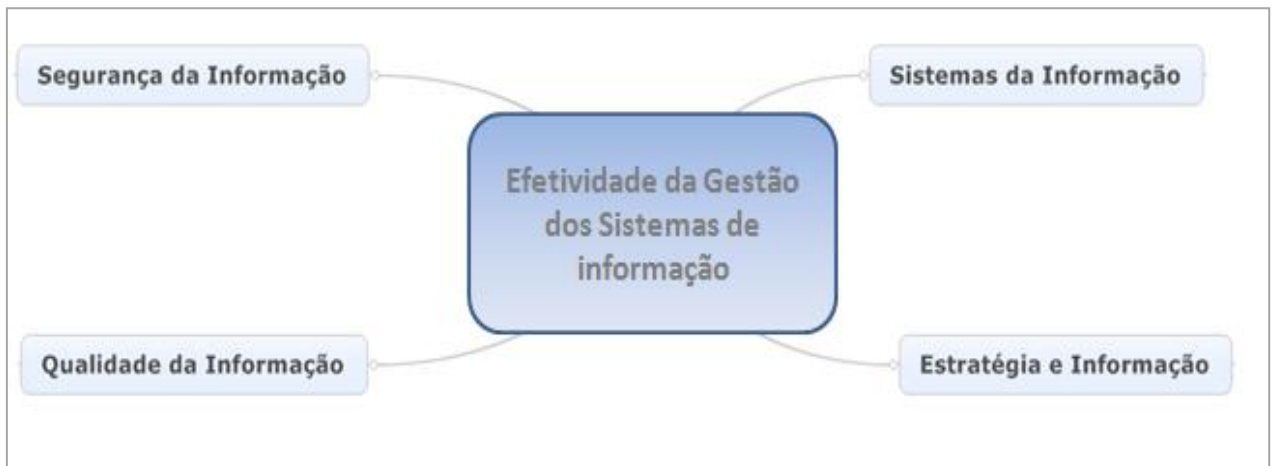 Segurança da Informação
Sistemas da Informação
Efetividade da Gestão
dos Sistemas de
informação
Qualidade da Informação
Estratégia e Informação